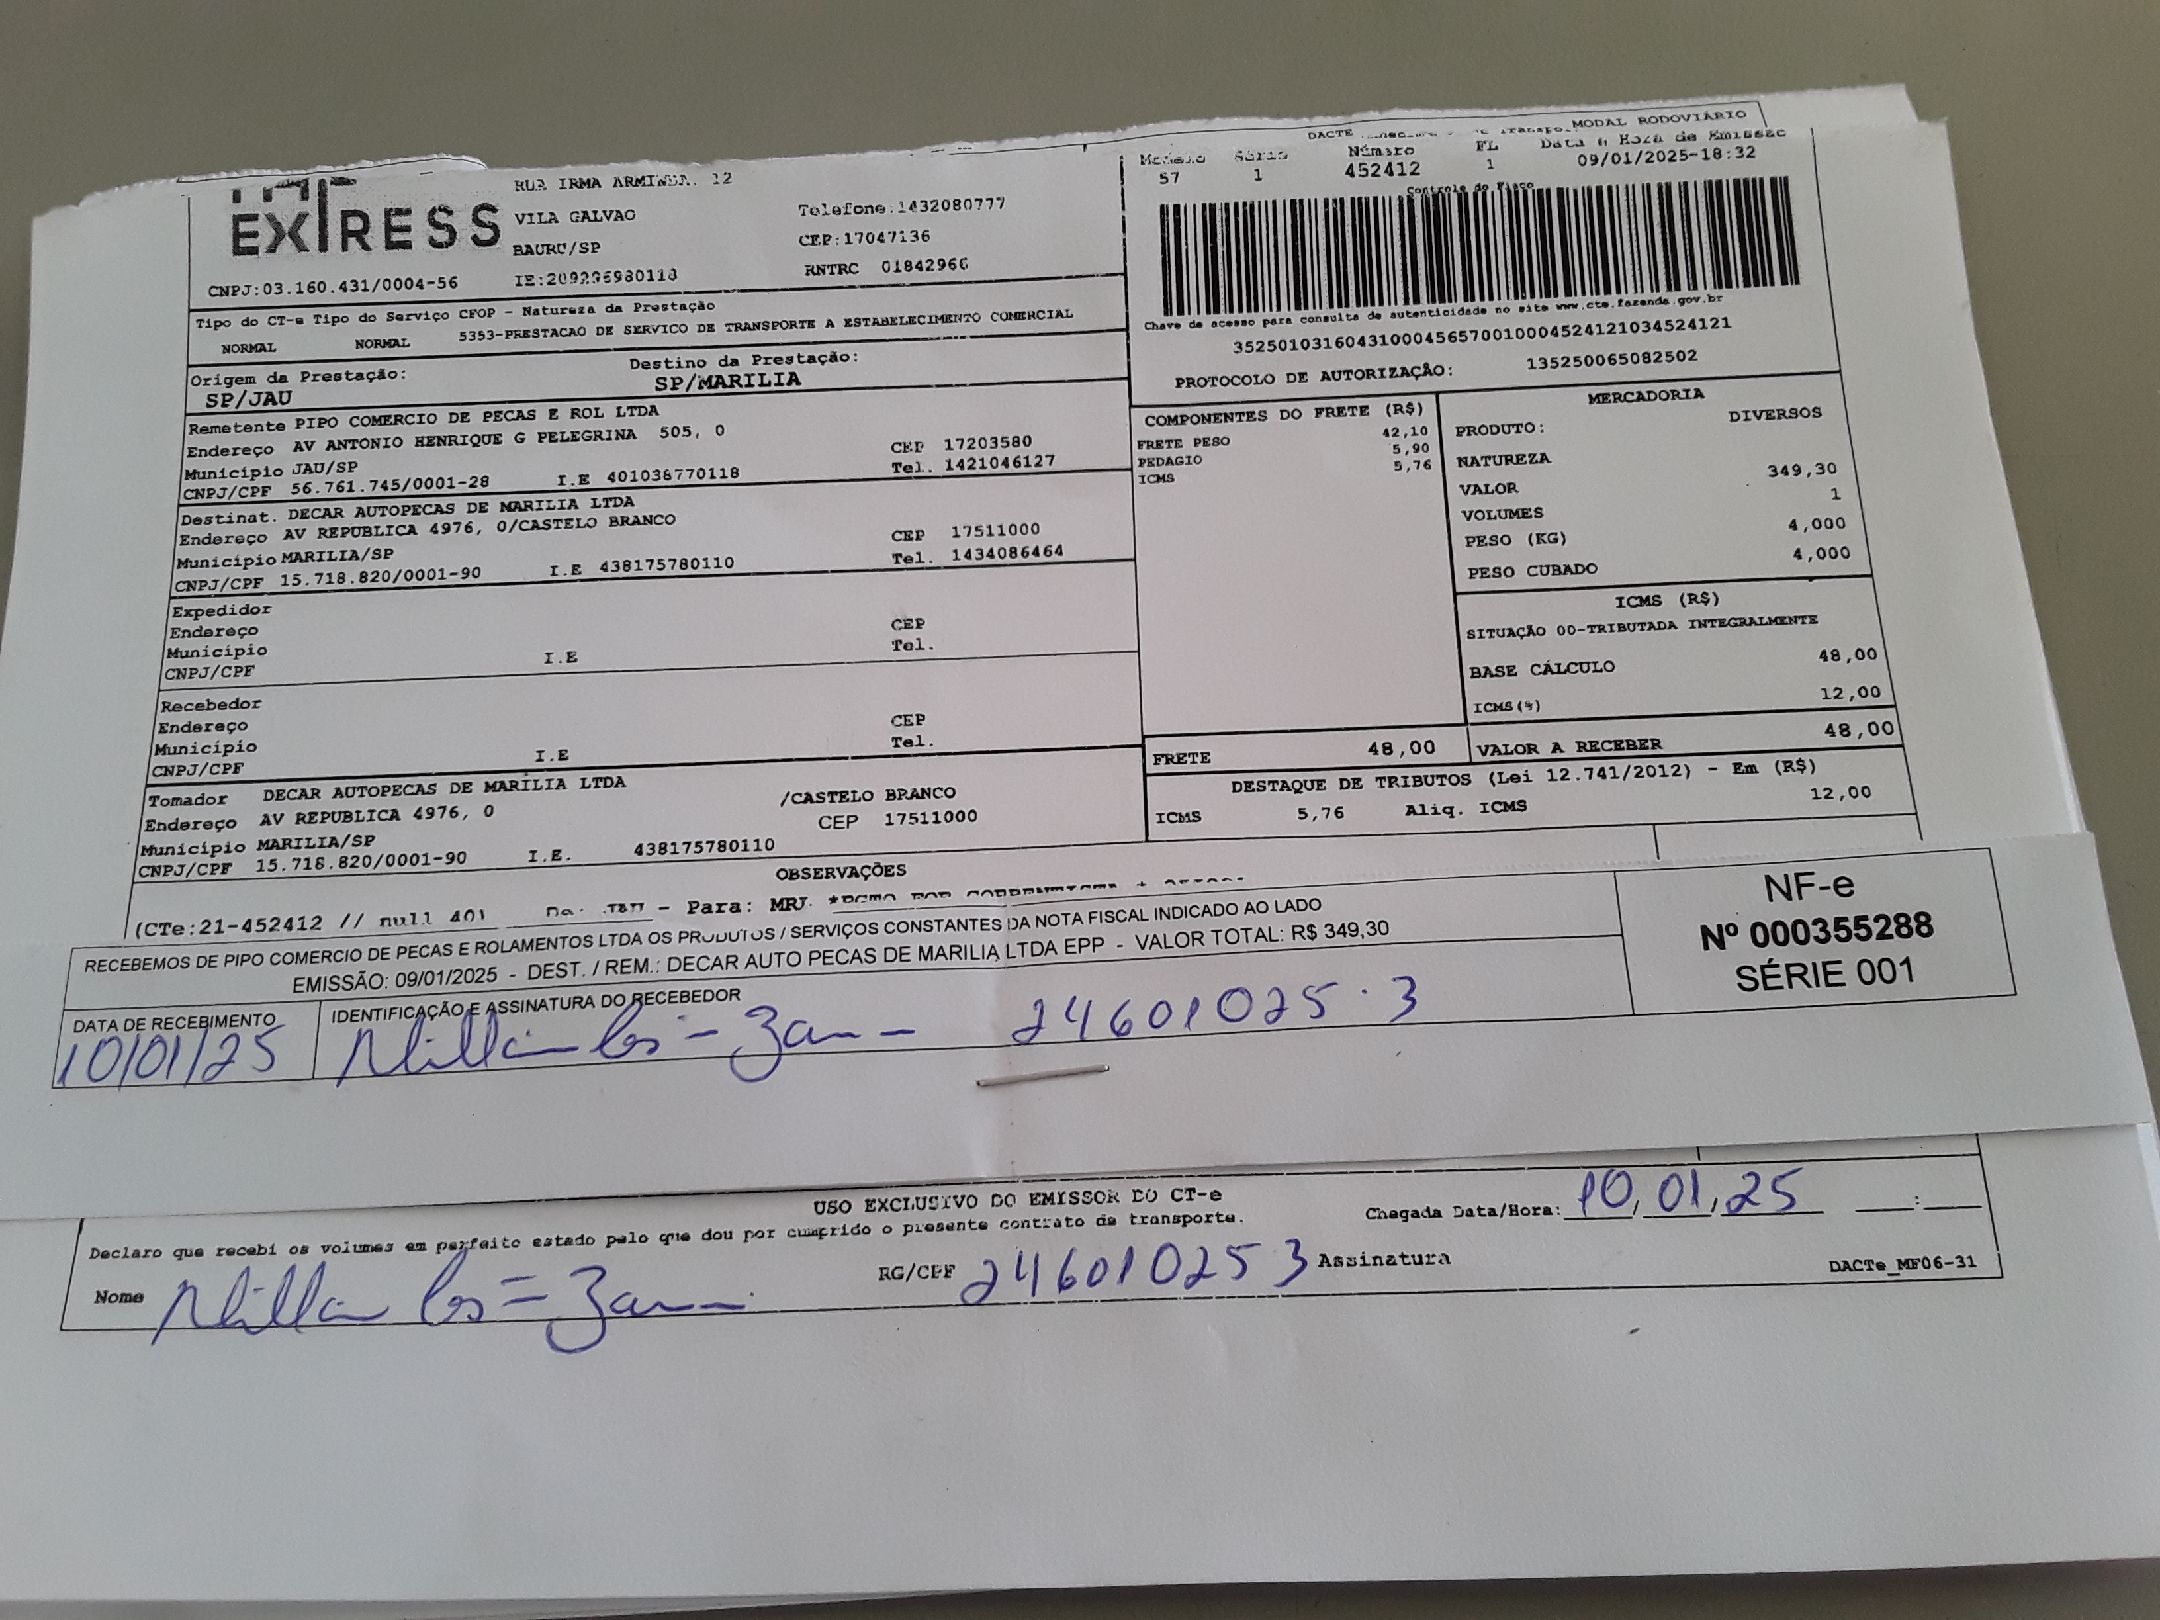 DACTE MODAL RODOVIÁRIO
Modelo Série Número FL Data e Hora de Emissão
57 1 452412 1 09/01/2025-18:32
Controle do Fisco
EXPRESS
RUA IRMA ARMINDA, 12
VILA GALVAO
BAURU/SP
Telefone:1432080777
CEP:17047136
RNTRC 01842966
CNPJ:03.160.431/0004-56
Chave de acesso para consulta de autenticidade no site www.cte.fazenda.gov.br
35250103160431000456570010004524121034524121
PROTOCOLO DE AUTORIZAÇÃO: 135250065082502
Tipo do CT-e Tipo do Serviço CFOP - Natureza da Prestação
NORMAL NORMAL 5353-PRESTACAO DE SERVICO DE TRANSPORTE A ESTABELECIMENTO COMERCIAL
Origem da Prestação: Destino da Prestação:
SP/JAU SP/MARILIA
Remetente PIPO COMERCIO DE PECAS E ROL LTDA
Endereço AV ANTONIO HENRIQUE G PELEGRINA 505, 0 CEP 17203580
Município JAU/SP Tel. 1421046127
CNPJ/CPF 56.761.745/0001-28 I.E 401038770118
Destinat. DECAR AUTOPECAS DE MARILIA LTDA
Endereço AV REPUBLICA 4976, 0/CASTELO BRANCO CEP 17511000
Município MARILIA/SP Tel. 1434086464
CNPJ/CPF 15.718.820/0001-90 I.E 438175780110
Expedidor
Endereço CEP
Município Tel.
CNPJ/CPF I.E
Recebedor
Endereço CEP
Município Tel.
CNPJ/CPF I.E
Tomador DECAR AUTOPECAS DE MARILIA LTDA
Endereço AV REPUBLICA 4976, 0 /CASTELO BRANCO
Município MARILIA/SP CEP 17511000
CNPJ/CPF 15.718.820/0001-90 I.E. 438175780110
COMPONENTES DO FRETE (R$)
FRETE PESO 42,10
PEDAGIO 5,90
ICMS 5,76
MERCADORIA
PRODUTO: DIVERSOS
NATUREZA
VALOR 349,30
VOLUMES 1
PESO (KG) 4,000
PESO CUBADO 4,000
ICMS (R$)
SITUAÇÃO 00-TRIBUTADA INTEGRALMENTE
BASE CÁLCULO 48,00
ICMS(%) 12,00
FRETE 48,00 VALOR A RECEBER 48,00
DESTAQUE DE TRIBUTOS (Lei 12.741/2012) - Em (R$)
ICMS 5,76 Aliq. ICMS 12,00
OBSERVAÇÕES
(CTe:21-452412 // null 40) De: JAU - Para: MRI
RECEBEMOS DE PIPO COMERCIO DE PECAS E ROLAMENTOS LTDA OS PRODUTOS / SERVIÇOS CONSTANTES DA NOTA FISCAL INDICADO AO LADO
EMISSÃO: 09/01/2025 - DEST. / REM.: DECAR AUTO PECAS DE MARILIA LTDA EPP - VALOR TOTAL: R$ 349,30
NF-e
Nº 000355288
SÉRIE 001
DATA DE RECEBIMENTO IDENTIFICAÇÃO E ASSINATURA DO RECEBEDOR
10/01/25 24601025.3
USO EXCLUSIVO DO EMISSOR DO CT-e
Declaro que recebi os volumes em perfeito estado pelo que dou por cumprido o presente contrato de transporte.
Chegada Data/Hora: 10,01,25 :
Nome RG/CPF 246010253 Assinatura DACTe_MF06-31